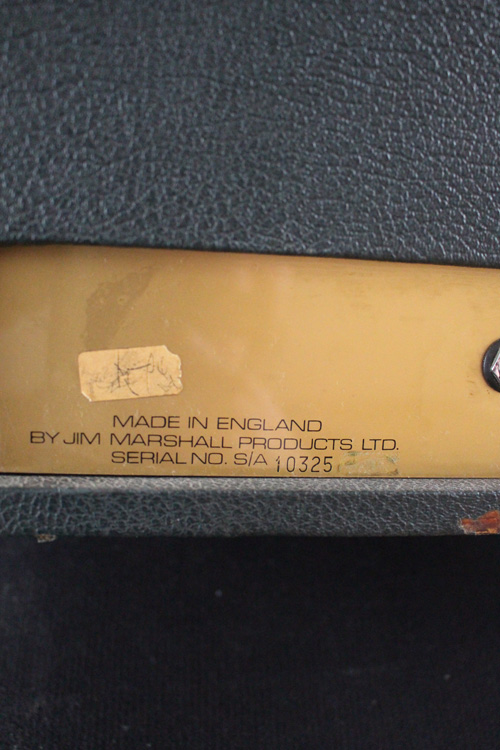 MADE IN ENGLAND
BY JIM MARSHALL PRODUCTS LTD.
SERIAL NO. S/A 10325